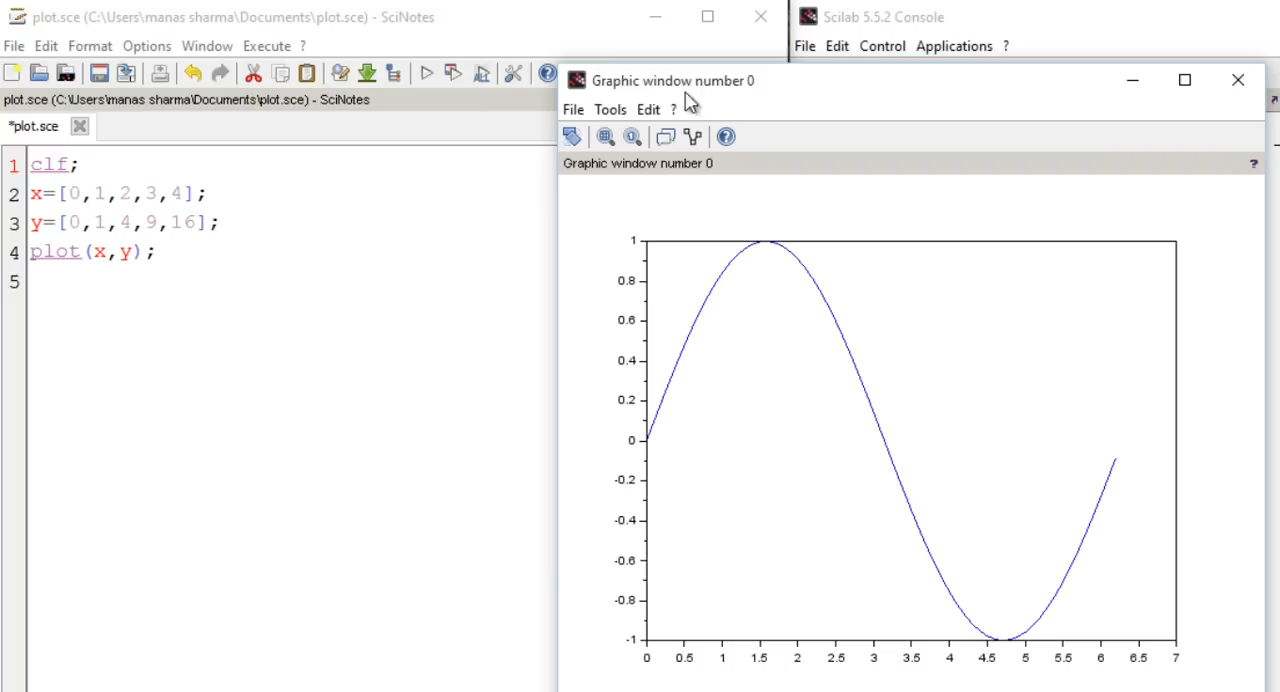 plot.sce (C:\Users\manas sharma\Documents\plot.sce) - SciNotes
File Edit Format Options Window Execute ?
plot.sce (C:\Users\manas sharma\Documents\plot.sce) - SciNotes
*plot.sce
1 clf;
2 x=[0,1,2,3,4];
3 y=[0,1,4,9,16];
4 plot(x,y);
5
Scilab 5.5.2 Console
File Edit Control Applications ?
Graphic window number 0
File Tools Edit ?
Graphic window number 0 ?
1
0.8
0.6
0.4
0.2
0
-0.2
-0.4
-0.6
-0.8
-1
0 0.5 1 1.5 2 2.5 3 3.5 4 4.5 5 5.5 6 6.5 7